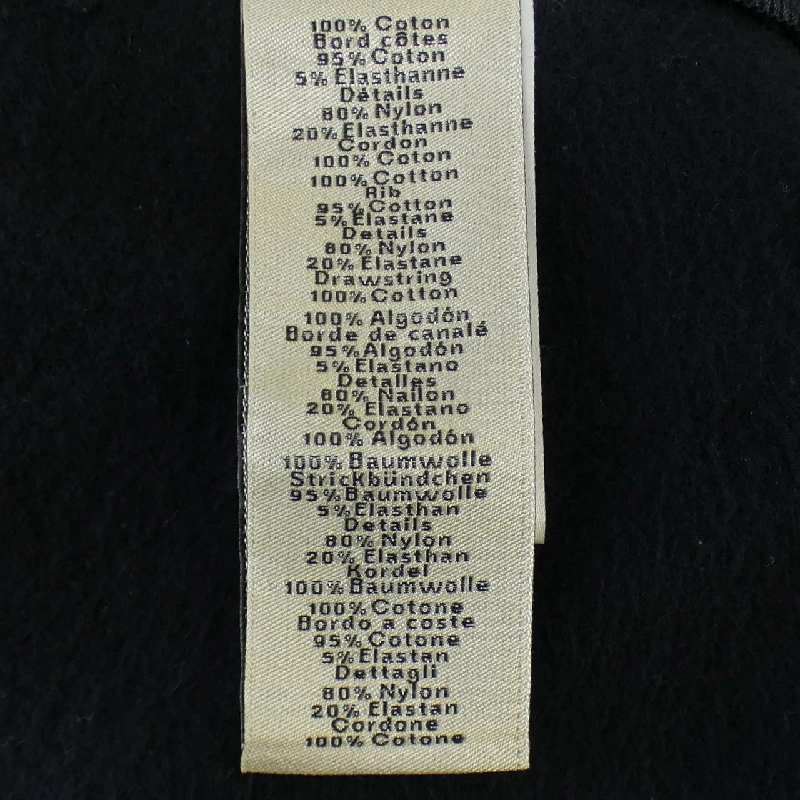 100% Coton
Bord côtes
95% Coton
5% Elasthanne
Détails
80% Nylon
20% Elasthanne
Cordon
100% Coton
100% Cotton
Rib
95% Cotton
5% Elastane
Details
80% Nylon
20% Elastane
Drawstring
100% Cotton
100% Algodón
Borde de canalé
95% Algodón
5% Elastano
Detalles
80% Nailon
20% Elastano
Cordón
100% Algodón
100% Baumwolle
Strickbündchen
95% Baumwolle
5% Elasthan
Details
80% Nylon
20% Elasthan
Kordel
100% Baumwolle
100% Cotone
Bordo a coste
95% Cotone
5% Elastan
Dettagli
80% Nylon
20% Elastan
Cordone
100% Cotone